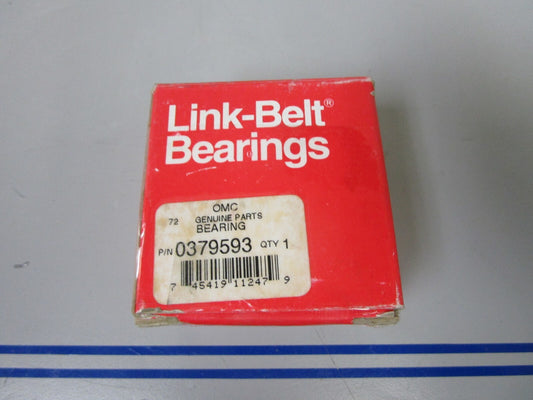 Link-Belt®
Bearings
OMC
72 GENUINE PARTS
BEARING
P/N 0379593 QTY 1
7 45419 11247 9